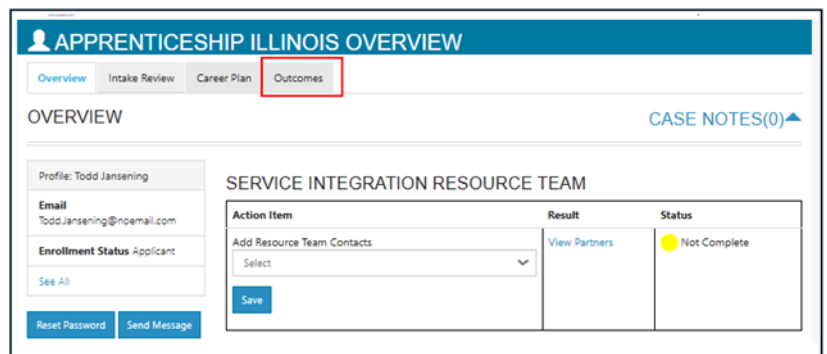 APPRENTICESHIP ILLINOIS OVERVIEW
Overview Intake Review Career Plan Outcomes
OVERVIEW
CASE NOTES(0)
Profile: Todd Jansening
Email
Todd.Jansening@noemail.com
Enrollment Status Applicant
See All
Reset Password Send Message
SERVICE INTEGRATION RESOURCE TEAM
Action Item Result Status
Add Resource Team Contacts View Partners Not Complete
Select
Save